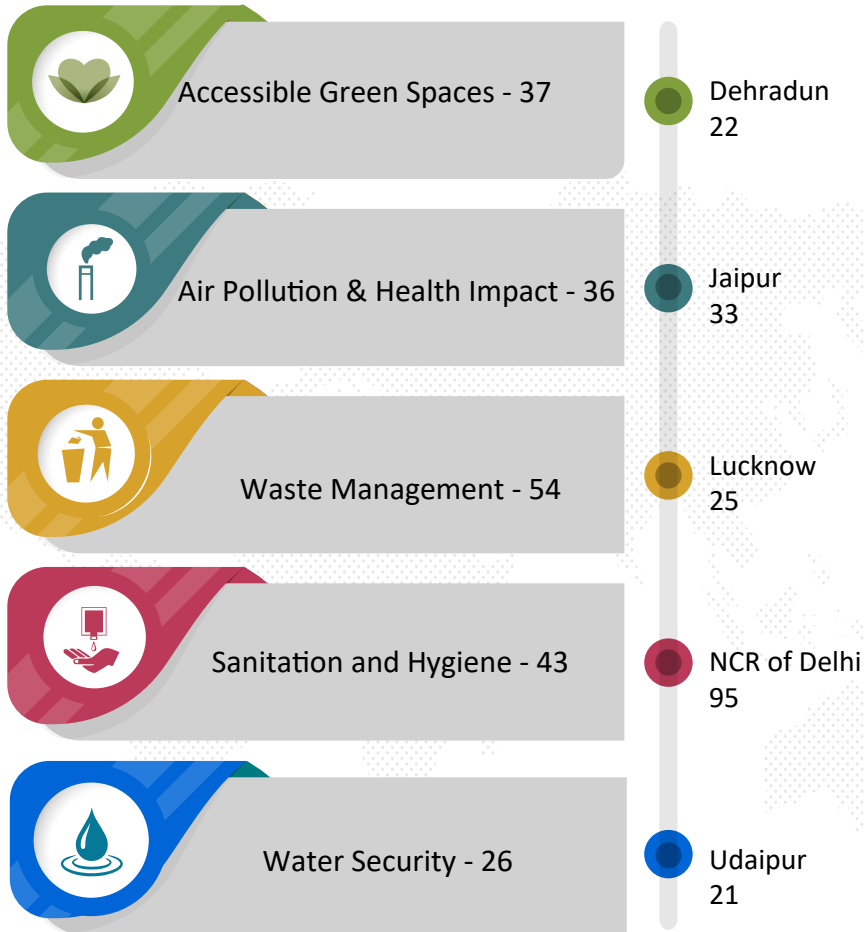 Accessible Green Spaces - 37
Dehradun
22
Air Pollution & Health Impact - 36
Jaipur
33
Waste Management - 54
Lucknow
25
Sanitation and Hygiene - 43
NCR of Delhi
95
Water Security - 26
Udaipur
21